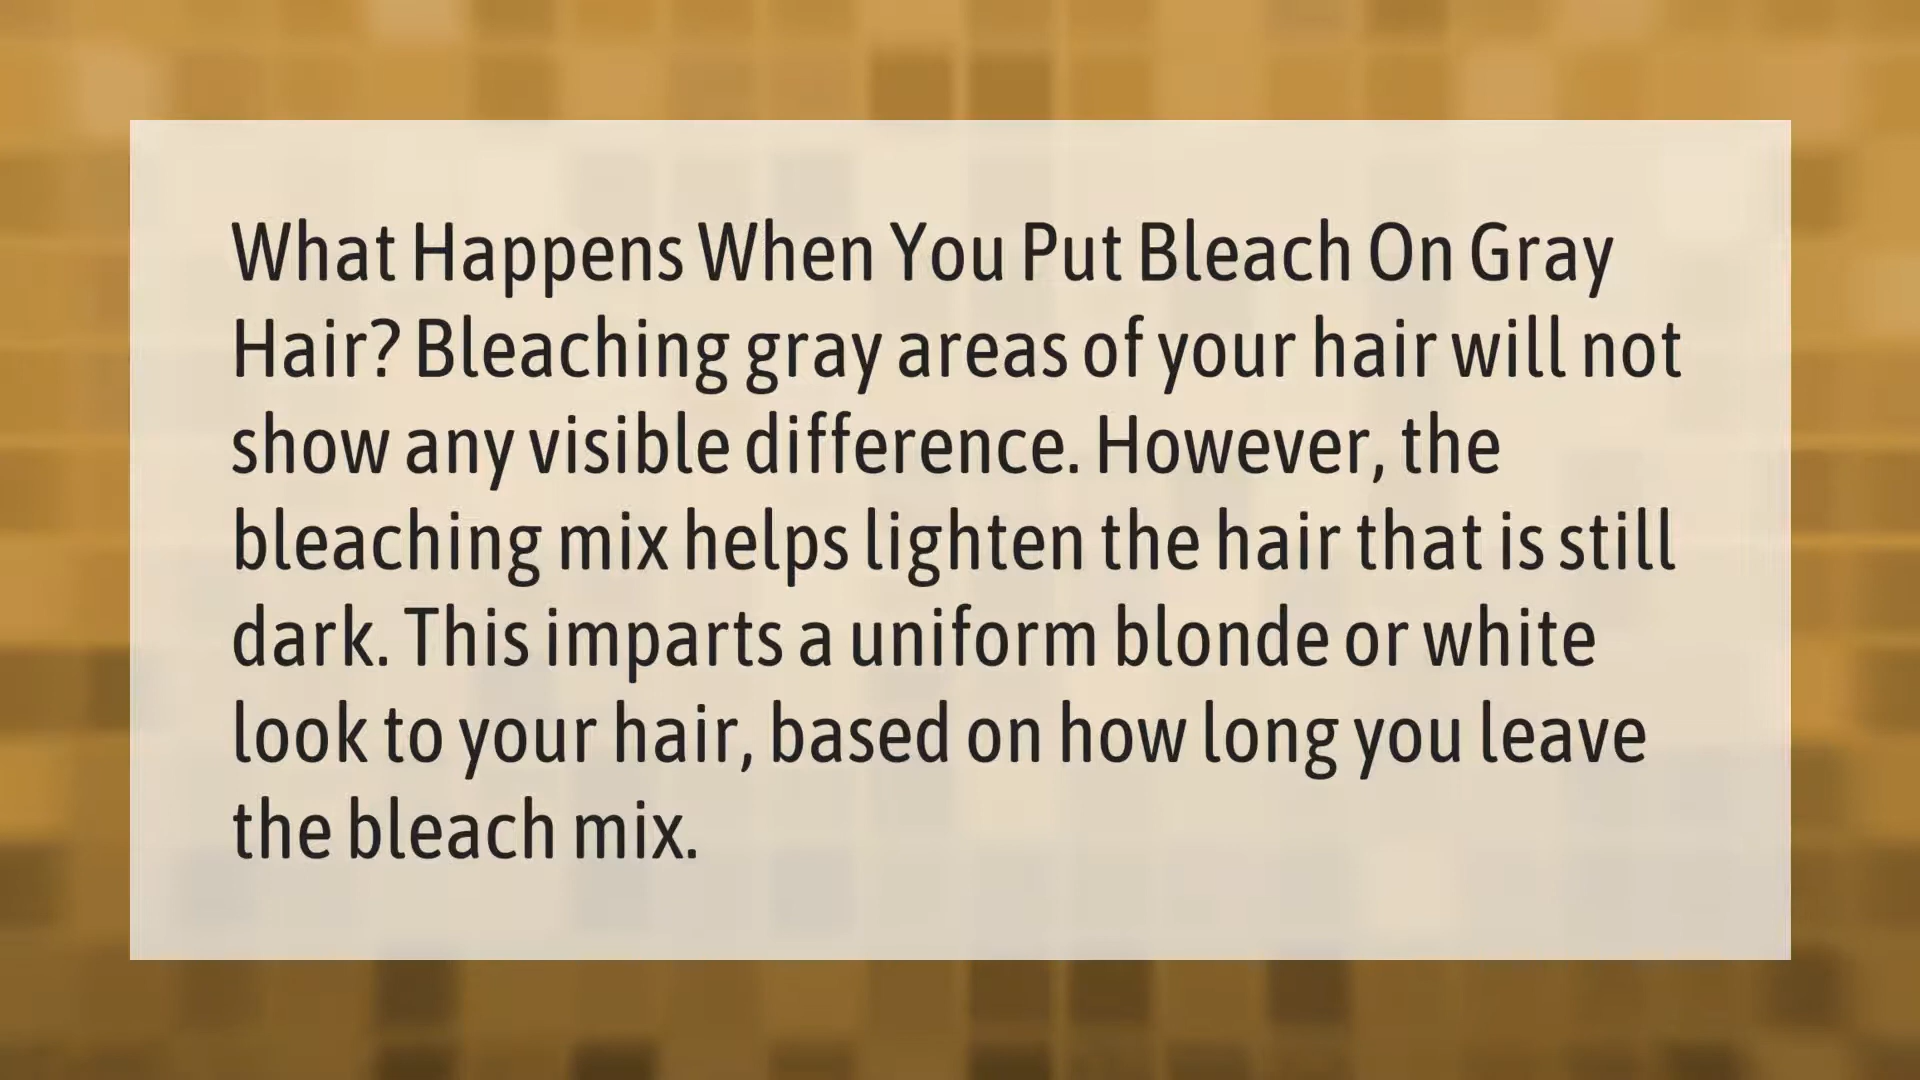 What Happens When You Put Bleach On Gray
Hair? Bleaching gray areas of your hair will not
show any visible difference. However, the
bleaching mix helps lighten the hair that is still
dark. This imparts a uniform blonde or white
look to your hair, based on how long you leave
the bleach mix.